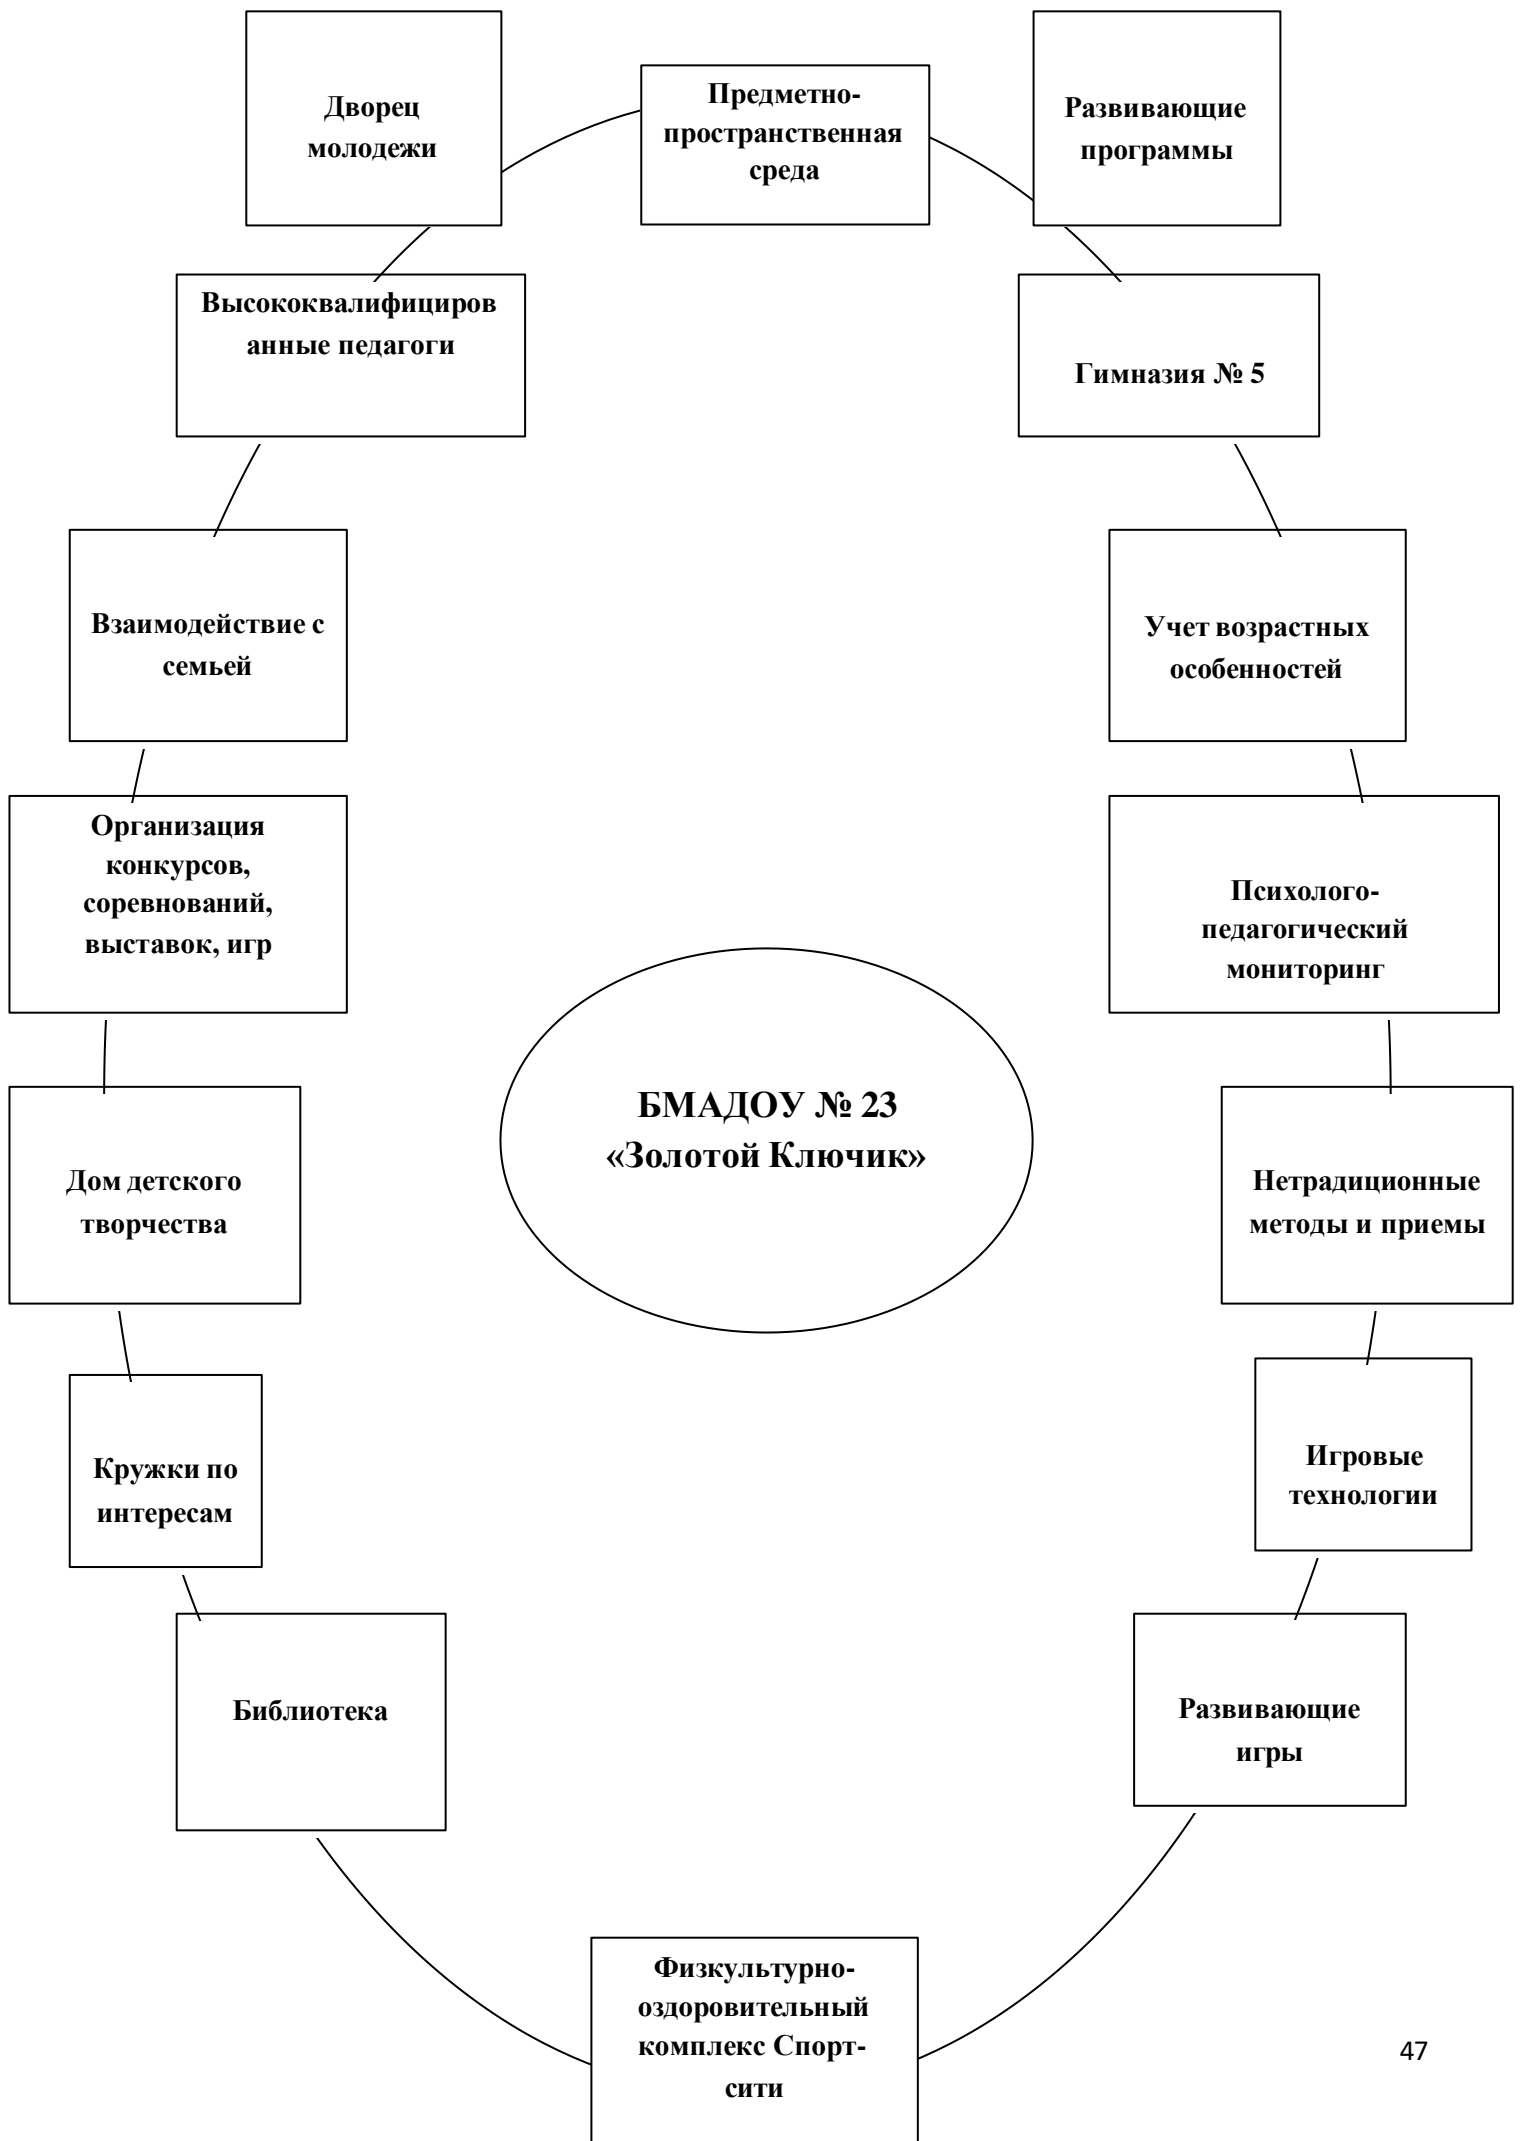 Дворец
молодежи
Предметно-
пространственная
среда
Развивающие
программы
Высококвалифициров
анные педагоги
Гимназия № 5
Взаимодействие с
семьей
Учет возрастных
особенностей
Организация
конкурсов,
соревнований,
выставок, игр
Психолого-
педагогический
мониторинг
БМАДОУ № 23
«Золотой Ключик»
Дом детского
творчества
Нетрадиционные
методы и приемы
Кружки по
интересам
Игровые
технологии
Библиотека
Развивающие
игры
Физкультурно-
оздоровительный
комплекс Спорт-
сити
47